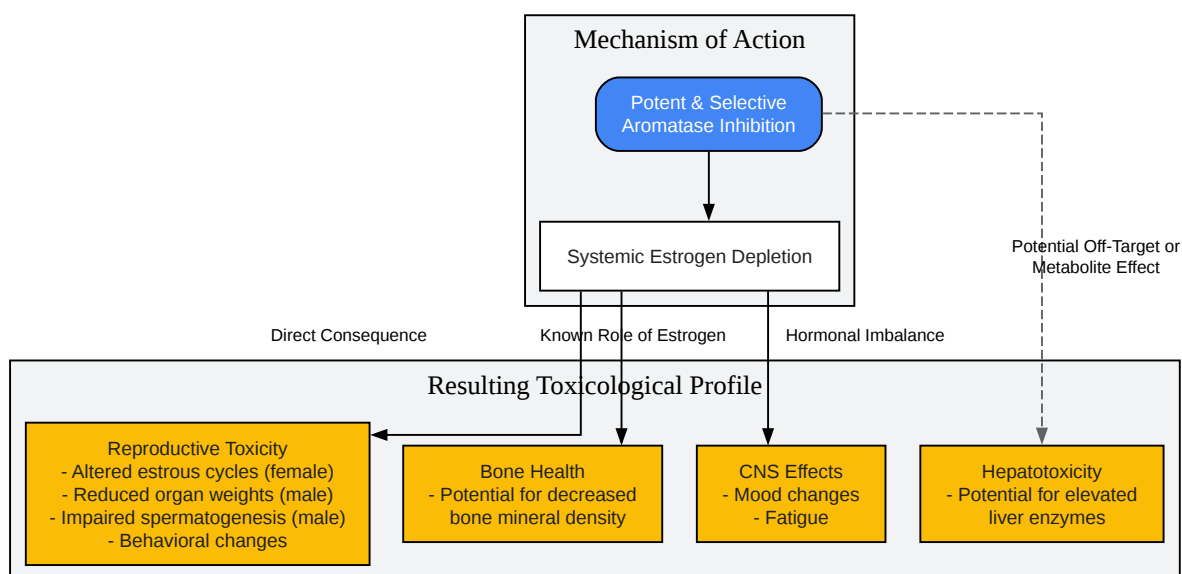 Mechanism of Action
Potent & Selective
Aromatase Inhibition
Systemic Estrogen Depletion
Potential Off-Target or
Metabolite Effect
Direct Consequence
Known Role of Estrogen
Hormonal Imbalance
Resulting Toxicological Profile
Reproductive Toxicity
- Altered estrous cycles (female)
- Reduced organ weights (male)
- Impaired spermatogenesis (male)
- Behavioral changes
Bone Health
- Potential for decreased
bone mineral density
CNS Effects
- Mood changes
- Fatigue
Hepatotoxicity
- Potential for elevated
liver enzymes